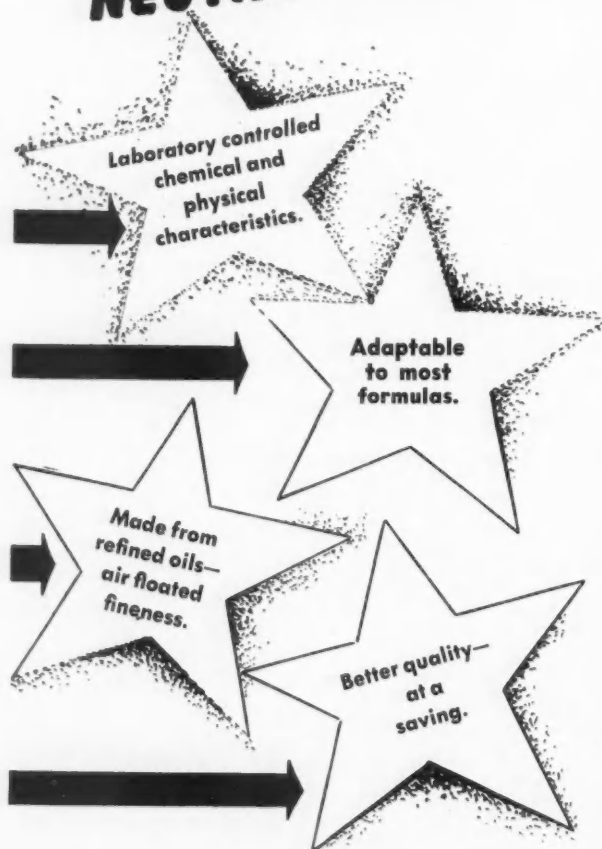 Laboratory controlled
chemical and
physical
characteristics.
Adaptable
to most
formulas.
Made from
refined oils—
air floated
fineness.
Better quality—
at a
saving.